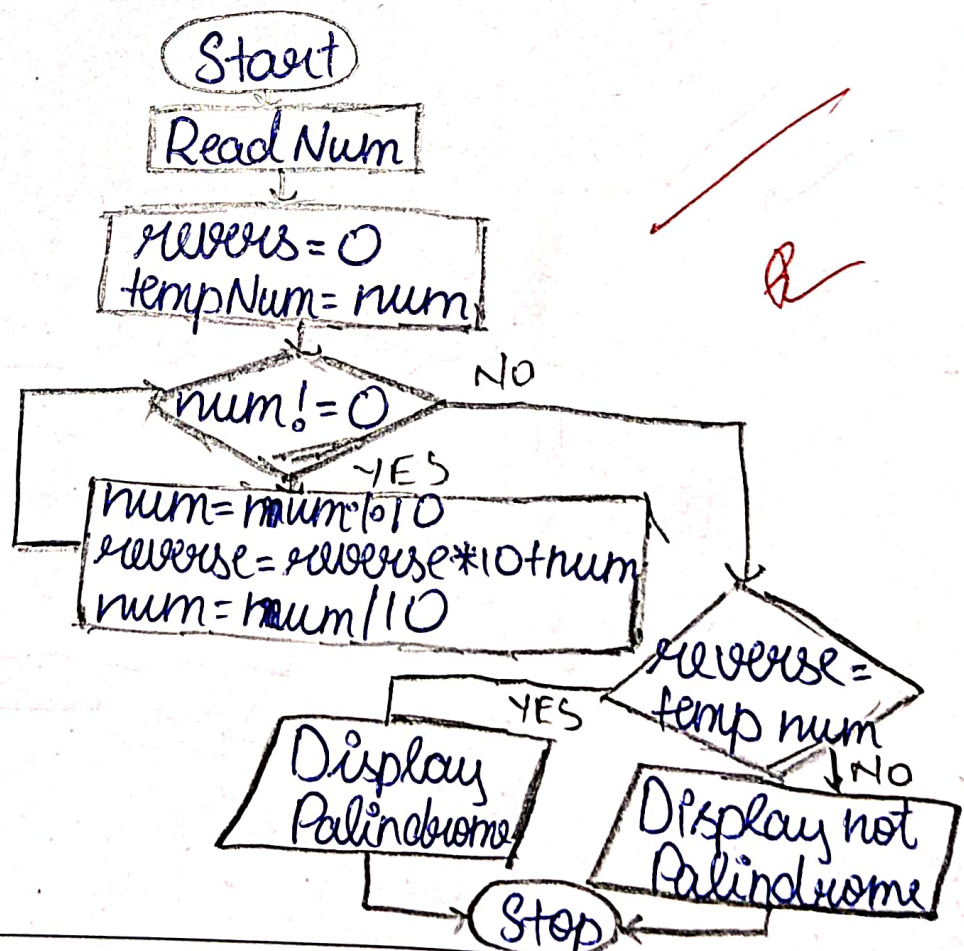 Start
Read Num
revers = 0
tempNum = num
num! = 0
NO
YES
num = num % 10
reverse = reverse * 10 + num
num = num / 10
reverse =
temp num
YES
NO
Display
Palindrome
Display not
Palindrome
Stop